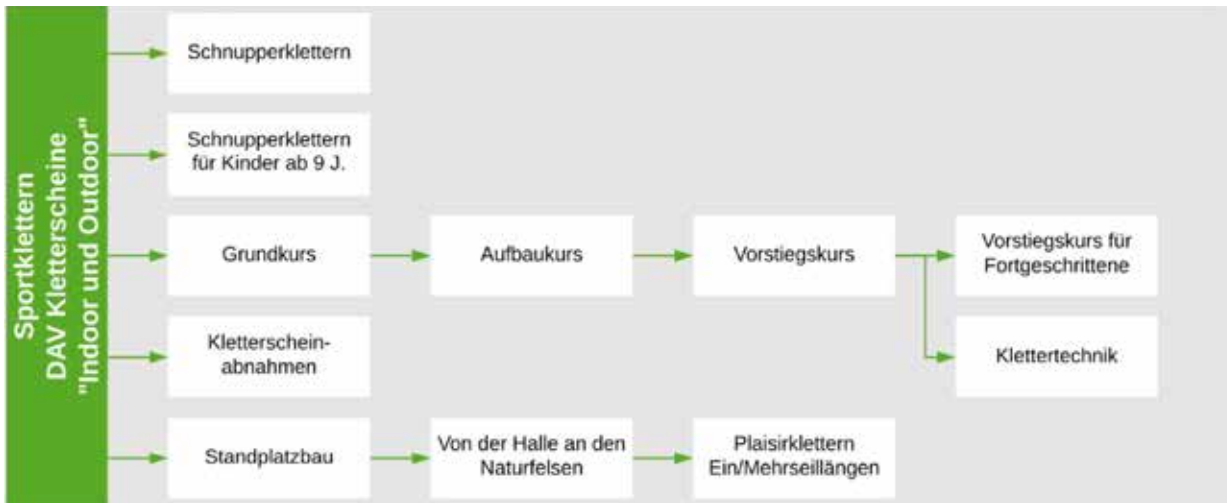 Sportklettern
DAV Kletterscheine
"Indoor und Outdoor"
Schnupperklettern
Schnupperklettern
für Kinder ab 9 J.
Grundkurs
Aufbaukurs
Vorstiegskurs
Vorstiegskurs für
Fortgeschrittene
Kletterschein-
abnahmen
Klettertechnik
Standplatzbau
Von der Halle an den
Naturfelsen
Plaisirklettern
Ein/Mehrseillängen